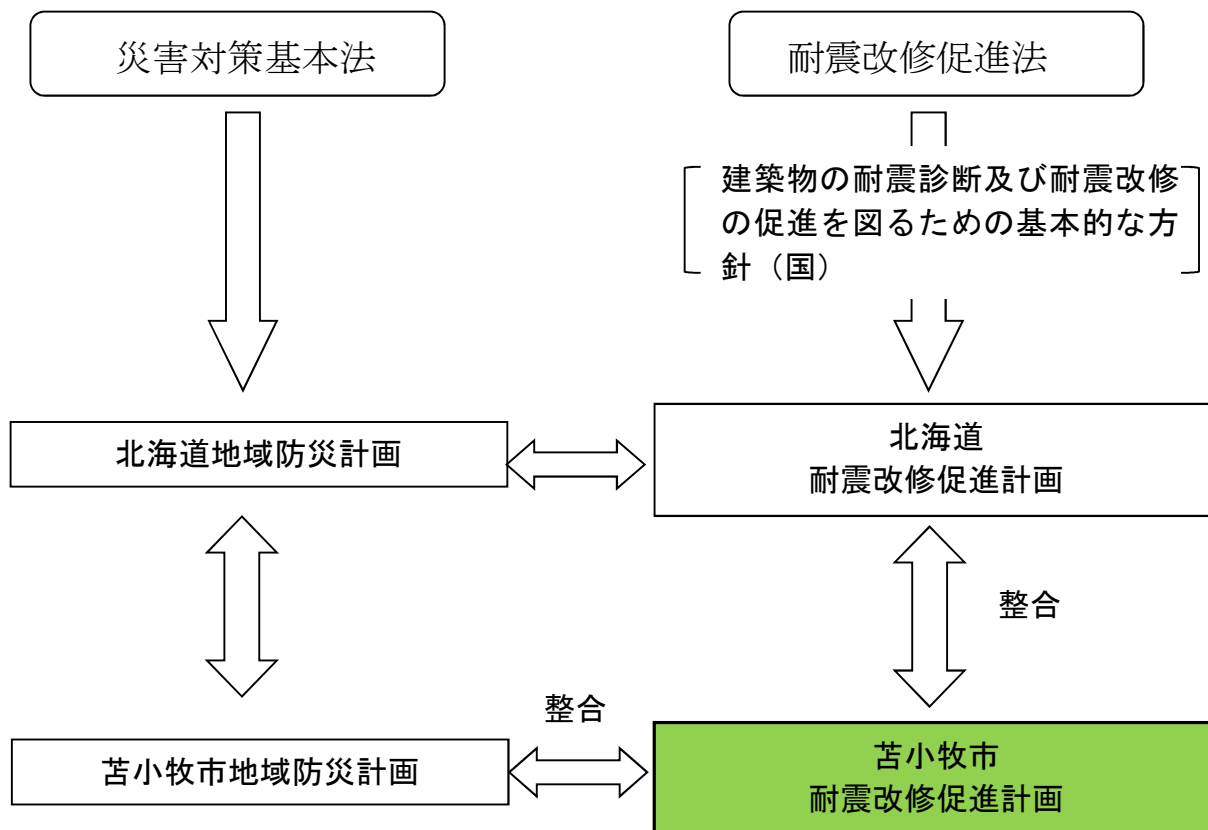 災害対策基本法
耐震改修促進法
建築物の耐震診断及び耐震改修
の促進を図るための基本的な方
針（国）
北海道地域防災計画
北海道
耐震改修促進計画
整合
整合
苫小牧市地域防災計画
苫小牧市
耐震改修促進計画